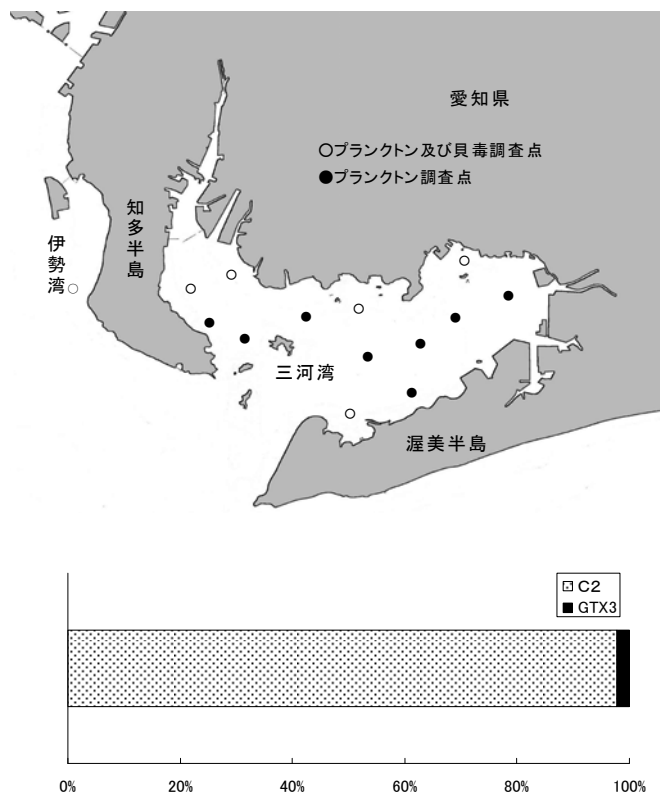 愛知県
○プランクトン及び貝毒調査点
●プランクトン調査点
知多半島
伊勢湾
三河湾
渥美半島
C2
GTX3
0%
20%
40%
60%
80%
100%